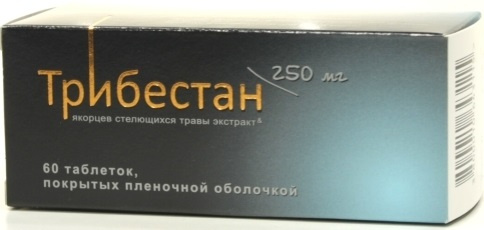 Трибестан
250 мг
якорцев стелющихся травы экстракт
60 таблеток,
покрытых пленочной оболочкой